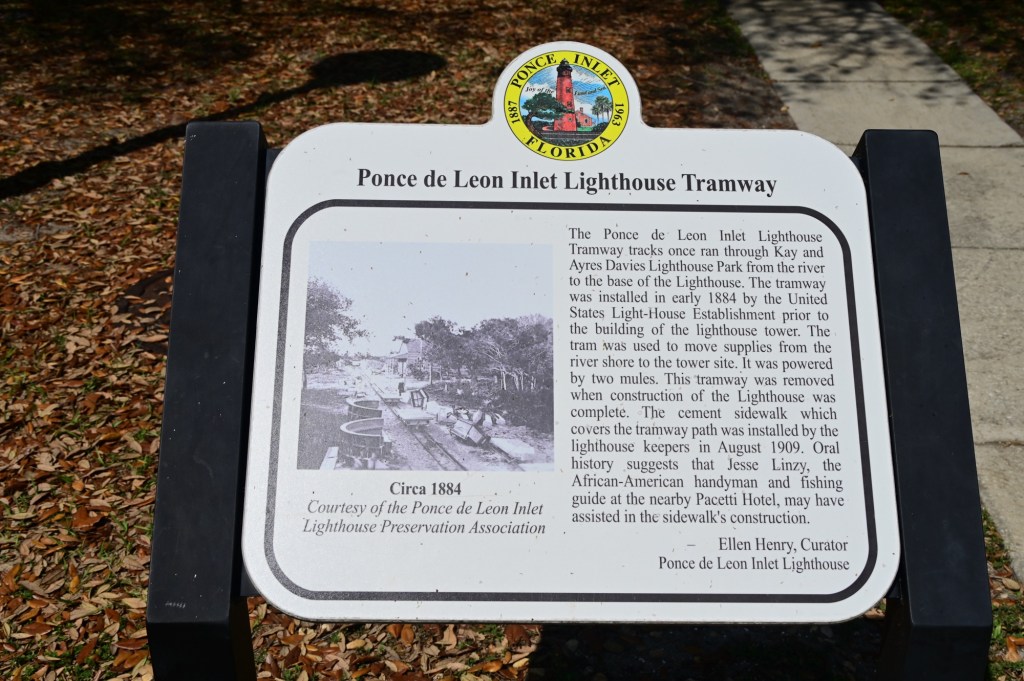 PONCE INLET
Joy of the Land and Sea
1887 1963
FLORIDA
Ponce de Leon Inlet Lighthouse Tramway
Circa 1884
Courtesy of the Ponce de Leon Inlet
Lighthouse Preservation Association
The Ponce de Leon Inlet Lighthouse
Tramway tracks once ran through Kay and
Ayres Davies Lighthouse Park from the river
to the base of the Lighthouse. The tramway
was installed in early 1884 by the United
States Light-House Establishment prior to
the building of the lighthouse tower. The
tram was used to move supplies from the
river shore to the tower site. It was powered
by two mules. This tramway was removed
when construction of the Lighthouse was
complete. The cement sidewalk which
covers the tramway path was installed by the
lighthouse keepers in August 1909. Oral
history suggests that Jesse Linzy, the
African-American handyman and fishing
guide at the nearby Pacetti Hotel, may have
assisted in the sidewalk's construction.
– Ellen Henry, Curator
Ponce de Leon Inlet Lighthouse